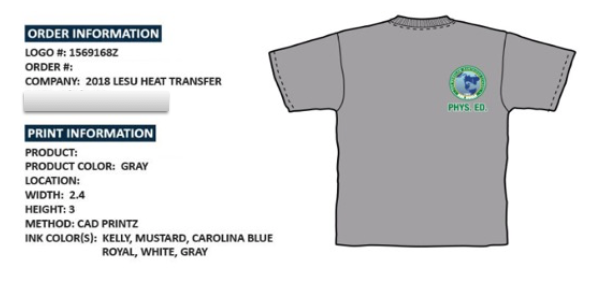 ORDER INFORMATION
LOGO #: 1569168Z
ORDER #:
COMPANY: 2018 LESU HEAT TRANSFER
PRINT INFORMATION
PRODUCT:
PRODUCT COLOR: GRAY
LOCATION:
WIDTH: 2.4
HEIGHT: 3
METHOD: CAD PRINTZ
INK COLOR(S): KELLY, MUSTARD, CAROLINA BLUE
ROYAL, WHITE, GRAY
PHYS. ED.